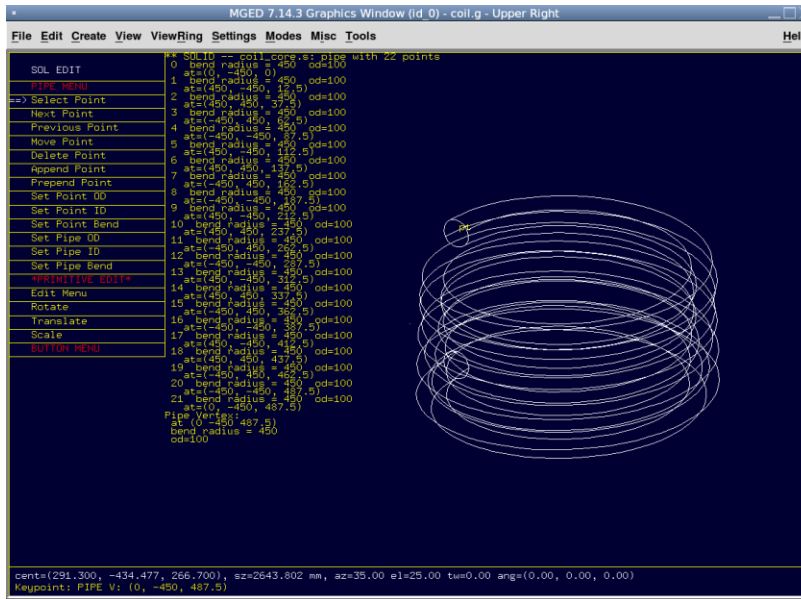 MGED 7.14.3 Graphics Window (id_0) - coil.g - Upper Right
File Edit Create View ViewRing Settings Modes Misc Tools Hel
SOL EDIT
PIPE MENU
==> Select Point
Next Point
Previous Point
Move Point
Delete Point
Append Point
Prepend Point
Set Point OD
Set Point ID
Set Point Bend
Set Pipe OD
Set Pipe ID
Set Pipe Bend
*PRIMITIVE EDIT*
Edit Menu
Rotate
Translate
Scale
BUTTON MENU
** SOLID -- coil_core.s: pipe with 22 points
0 bend radius = 450 od=100
at=(0, -450, 0)
1 bend radius = 450 od=100
at=(450, -450, 12.5)
2 bend radius = 450 od=100
at=(450, 450, 37.5)
3 bend radius = 450 od=100
at=(-450, 450, 62.5)
4 bend radius = 450 od=100
at=(-450, -450, 87.5)
5 bend radius = 450 od=100
at=(450, -450, 112.5)
6 bend radius = 450 od=100
at=(450, 450, 137.5)
7 bend radius = 450 od=100
at=(-450, 450, 162.5)
8 bend radius = 450 od=100
at=(-450, -450, 187.5)
9 bend radius = 450 od=100
at=(450, -450, 212.5)
10 bend radius = 450 od=100
at=(450, 450, 237.5)
11 bend radius = 450 od=100
at=(-450, 450, 262.5)
12 bend radius = 450 od=100
at=(-450, -450, 287.5)
13 bend radius = 450 od=100
at=(450, -450, 312.5)
14 bend radius = 450 od=100
at=(450, 450, 337.5)
15 bend radius = 450 od=100
at=(-450, 450, 362.5)
16 bend radius = 450 od=100
at=(-450, -450, 387.5)
17 bend radius = 450 od=100
at=(450, -450, 412.5)
18 bend radius = 450 od=100
at=(450, 450, 437.5)
19 bend radius = 450 od=100
at=(-450, 450, 462.5)
20 bend radius = 450 od=100
at=(-450, -450, 487.5)
21 bend radius = 450 od=100
at=(0, -450, 487.5)
Pipe Vertex:
at (0 -450 487.5)
bend radius = 450
od=100
cent=(291.300, -434.477, 266.700), sz=2643.802 mm, az=35.00 el=25.00 tw=0.00 ang=(0.00, 0.00, 0.00)
Keypoint: PIPE V: (0, -450, 487.5)